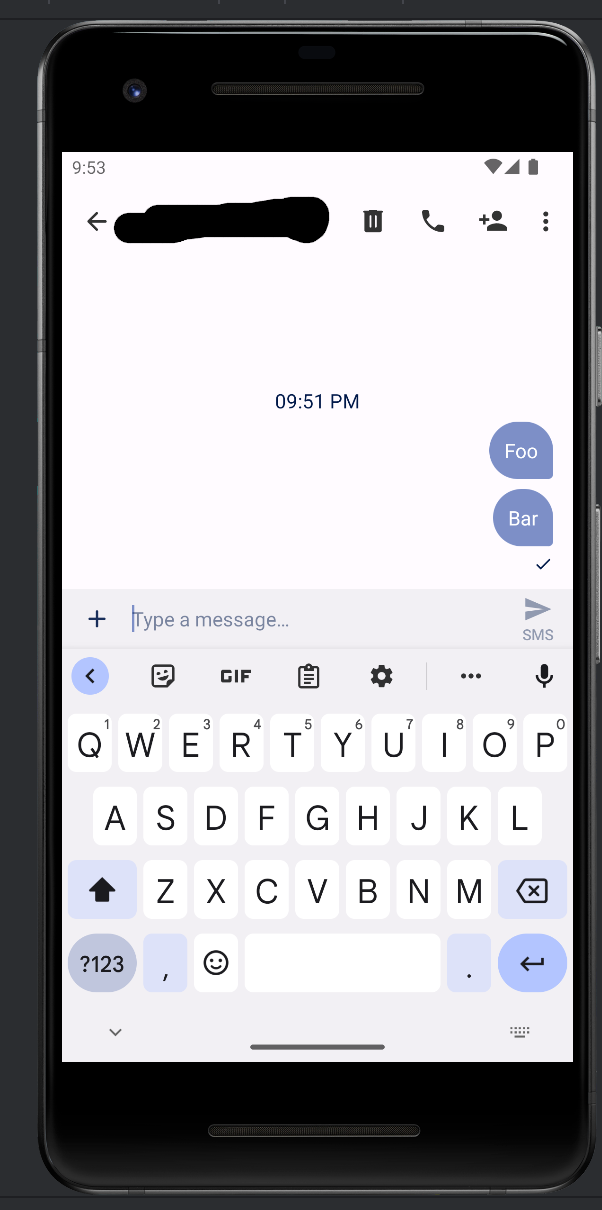 9:53
09:51 PM
Foo
Bar
Type a message...
SMS
GIF
Q1 W2 E3 R4 T5 Y6 U7 I8 O9 P0
A S D F G H J K L
Z X C V B N M
?123 , .